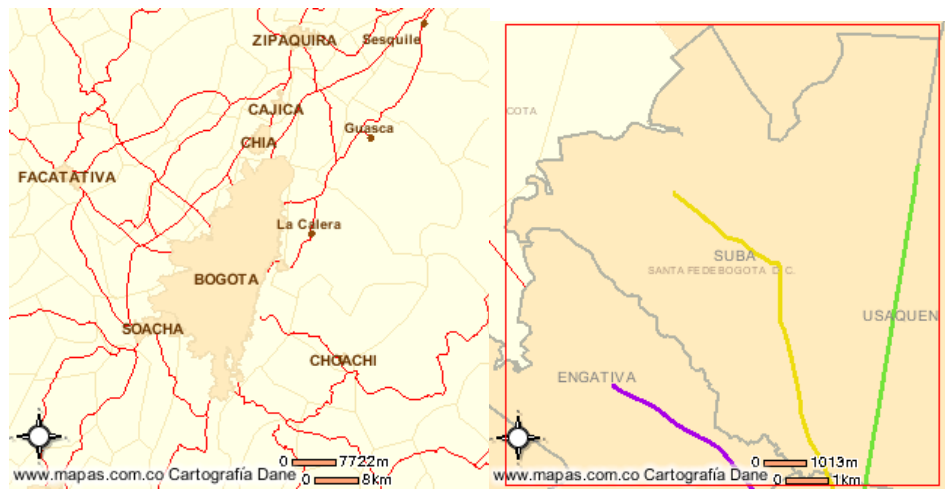 ZIPAQUIRA
Sesquile
CAJICA
Guasca
CHIA
FACATATIVA
La Calera
BOGOTA
SOACHA
CHOACHI
0 7722m
0 8km
www.mapas.com.co Cartografía Dane
COTA
SUBA
SANTA FE DE BOGOTA D.C.
USAQUEN
ENGATIVA
0 1013m
0 1km
www.mapas.com.co Cartografía Dane